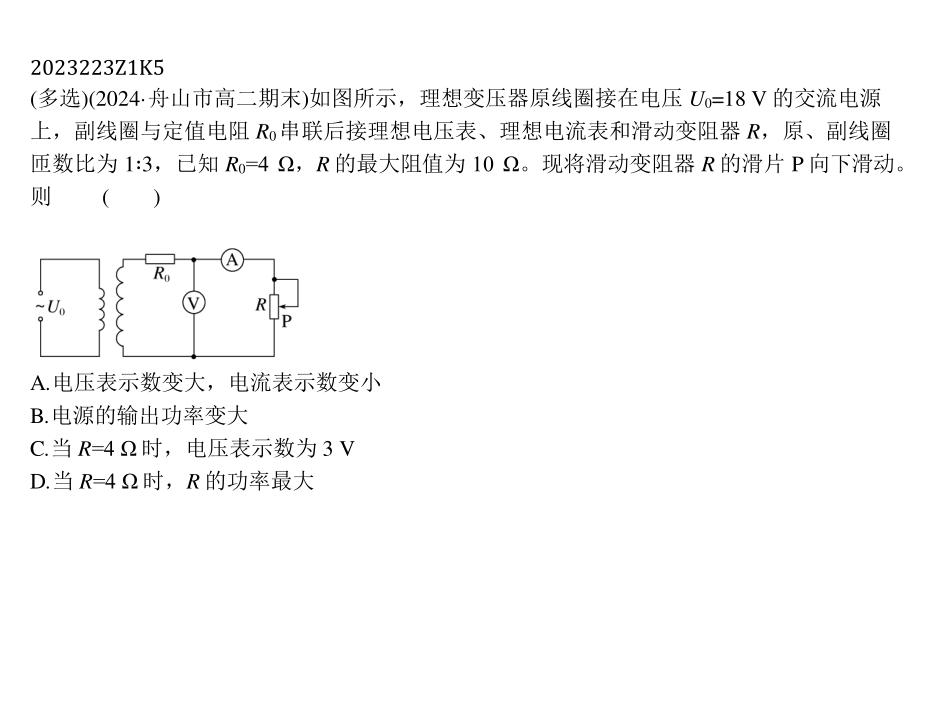 2023223Z1K5
(多选)(2024·舟山市高二期末)如图所示，理想变压器原线圈接在电压 U₀=18 V 的交流电源
上，副线圈与定值电阻 R₀串联后接理想电压表、理想电流表和滑动变阻器 R，原、副线圈
匝数比为 1∶3，已知 R₀=4 Ω，R 的最大阻值为 10 Ω。现将滑动变阻器 R 的滑片 P 向下滑动。
则 ( )
A
R₀
~U₀
V
R
P
A.电压表示数变大，电流表示数变小
B.电源的输出功率变大
C.当 R=4 Ω 时，电压表示数为 3 V
D.当 R=4 Ω 时，R 的功率最大